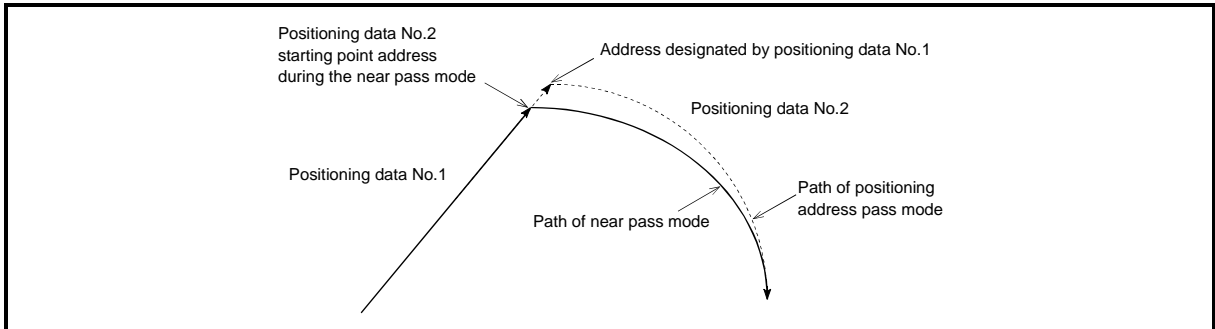 Positioning data No.2
starting point address
during the near pass mode
Address designated by positioning data No.1
Positioning data No.2
Positioning data No.1
Path of positioning
address pass mode
Path of near pass mode